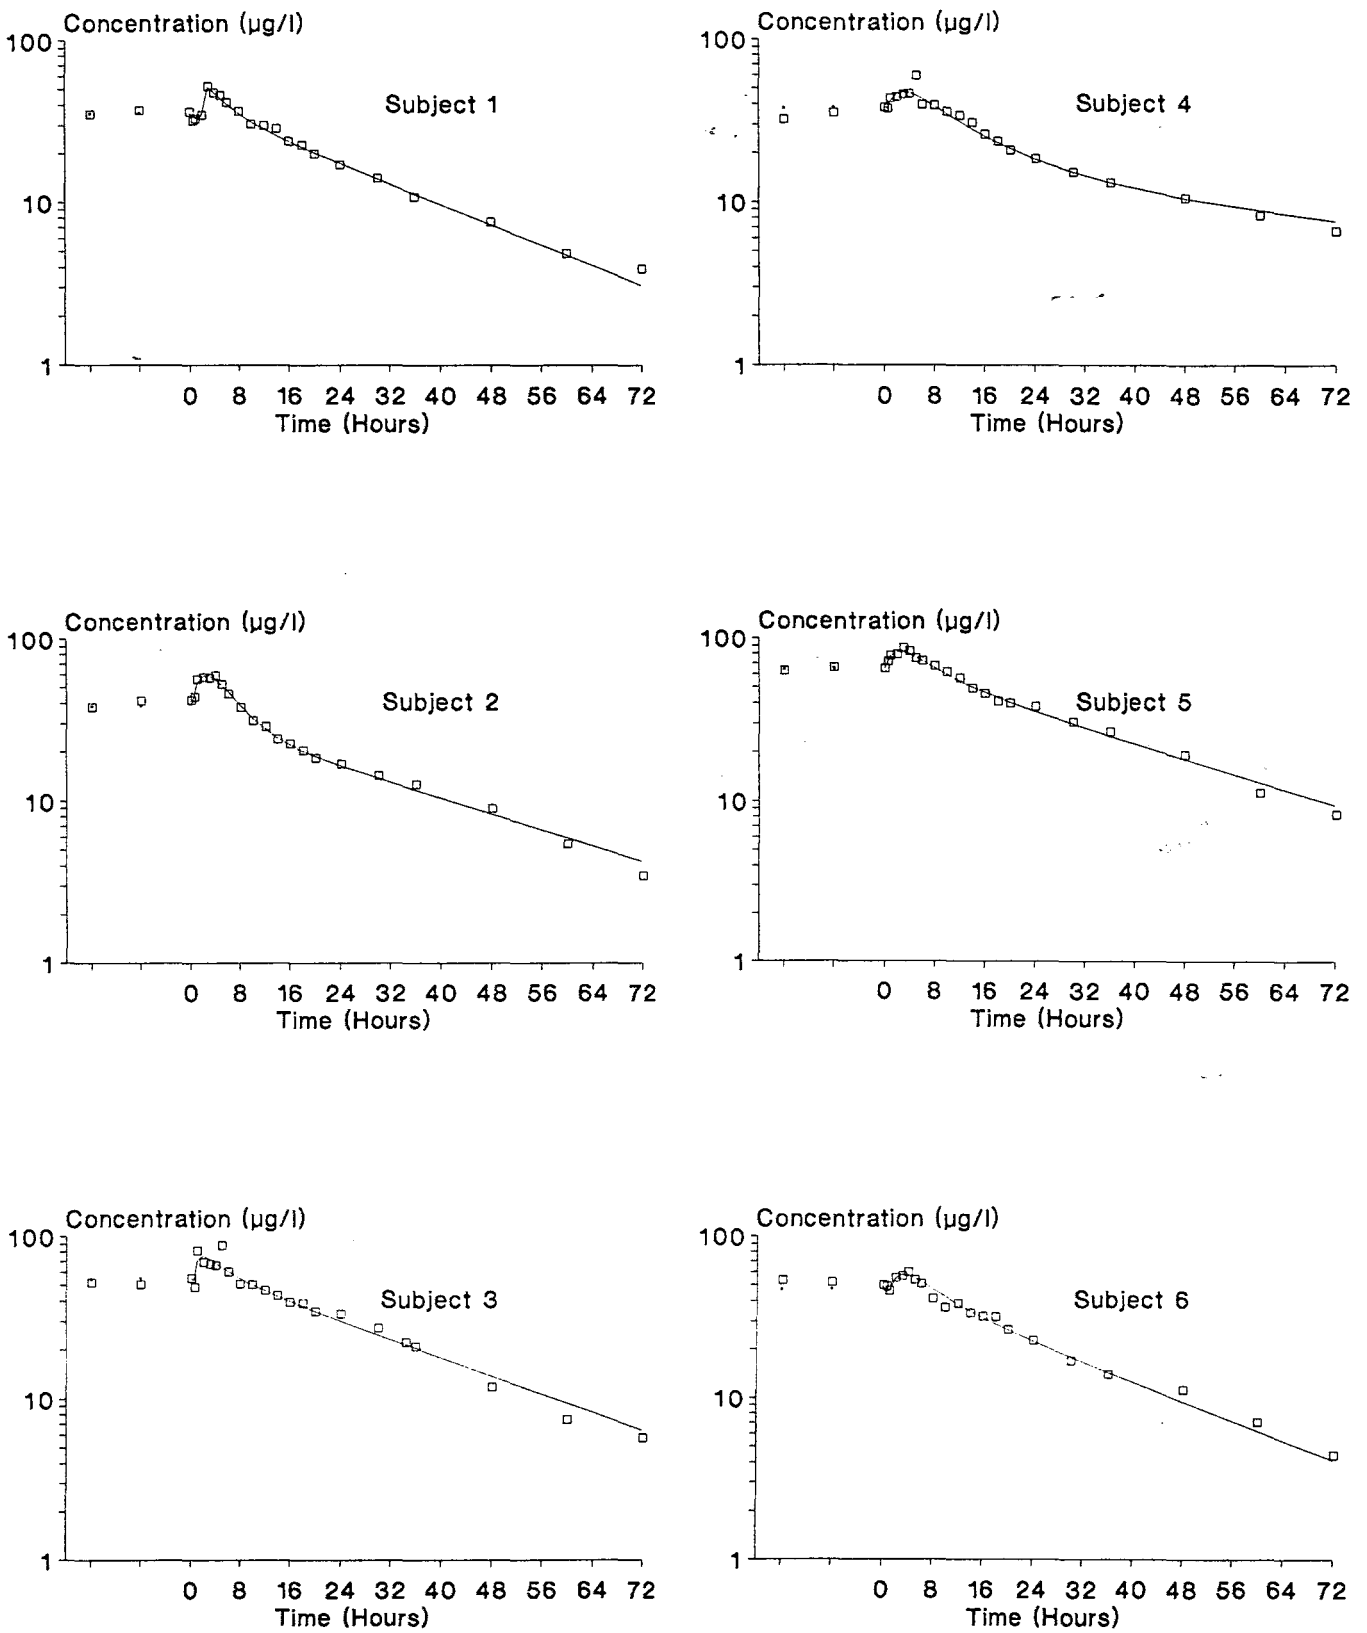 Concentration (µg/l)
100
10
1
Subject 1
0 8 16 24 32 40 48 56 64 72
Time (Hours)
Concentration (µg/l)
100
10
1
Subject 4
0 8 16 24 32 40 48 56 64 72
Time (Hours)
Concentration (µg/l)
100
10
1
Subject 2
0 8 16 24 32 40 48 56 64 72
Time (Hours)
Concentration (µg/l)
100
10
1
Subject 5
0 8 16 24 32 40 48 56 64 72
Time (Hours)
Concentration (µg/l)
100
10
1
Subject 3
0 8 16 24 32 40 48 56 64 72
Time (Hours)
Concentration (µg/l)
100
10
1
Subject 6
0 8 16 24 32 40 48 56 64 72
Time (Hours)